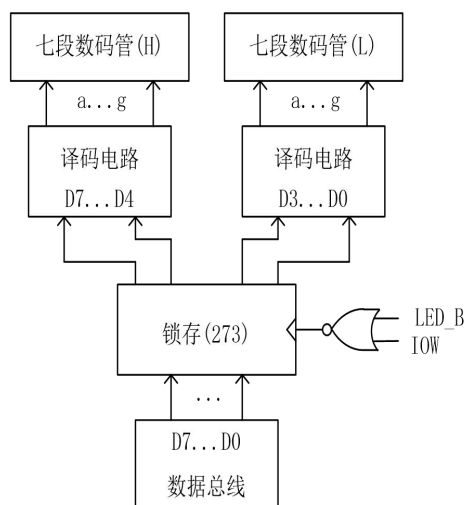 七段数码管(H)
七段数码管(L)
a...g
a...g
译码电路
D7...D4
译码电路
D3...D0
锁存(273)
LED_B
IOW
...
D7...D0
数据总线